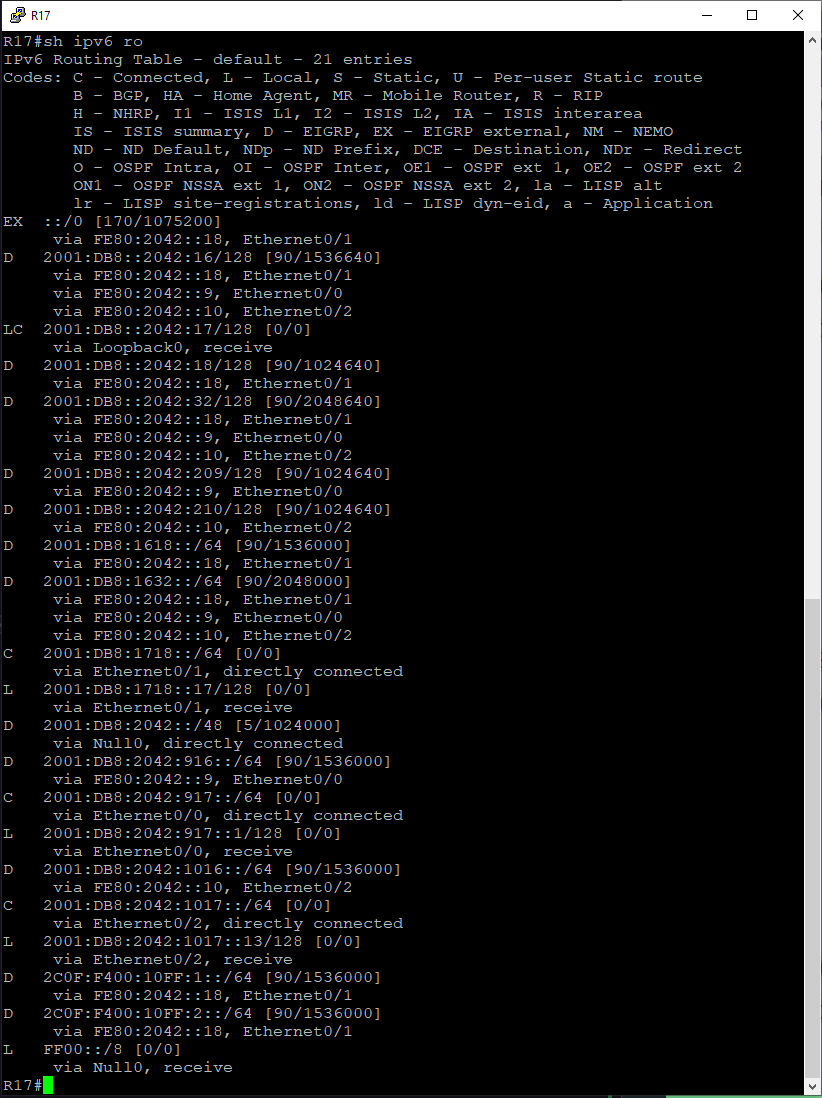 R17
R17#sh ipv6 ro
IPv6 Routing Table - default - 21 entries
Codes: C - Connected, L - Local, S - Static, U - Per-user Static route
       B - BGP, HA - Home Agent, MR - Mobile Router, R - RIP
       H - NHRP, I1 - ISIS L1, I2 - ISIS L2, IA - ISIS interarea
       IS - ISIS summary, D - EIGRP, EX - EIGRP external, NM - NEMO
       ND - ND Default, NDp - ND Prefix, DCE - Destination, NDr - Redirect
       O - OSPF Intra, OI - OSPF Inter, OE1 - OSPF ext 1, OE2 - OSPF ext 2
       ON1 - OSPF NSSA ext 1, ON2 - OSPF NSSA ext 2, la - LISP alt
       lr - LISP site-registrations, ld - LISP dyn-eid, a - Application
EX  ::/0 [170/1075200]
     via FE80:2042::18, Ethernet0/1
D   2001:DB8::2042:16/128 [90/1536640]
     via FE80:2042::18, Ethernet0/1
     via FE80:2042::9, Ethernet0/0
     via FE80:2042::10, Ethernet0/2
LC  2001:DB8::2042:17/128 [0/0]
     via Loopback0, receive
D   2001:DB8::2042:18/128 [90/1024640]
     via FE80:2042::18, Ethernet0/1
D   2001:DB8::2042:32/128 [90/2048640]
     via FE80:2042::18, Ethernet0/1
     via FE80:2042::9, Ethernet0/0
     via FE80:2042::10, Ethernet0/2
D   2001:DB8::2042:209/128 [90/1024640]
     via FE80:2042::9, Ethernet0/0
D   2001:DB8::2042:210/128 [90/1024640]
     via FE80:2042::10, Ethernet0/2
D   2001:DB8:1618::/64 [90/1536000]
     via FE80:2042::18, Ethernet0/1
D   2001:DB8:1632::/64 [90/2048000]
     via FE80:2042::18, Ethernet0/1
     via FE80:2042::9, Ethernet0/0
     via FE80:2042::10, Ethernet0/2
C   2001:DB8:1718::/64 [0/0]
     via Ethernet0/1, directly connected
L   2001:DB8:1718::17/128 [0/0]
     via Ethernet0/1, receive
D   2001:DB8:2042::/48 [5/1024000]
     via Null0, directly connected
D   2001:DB8:2042:916::/64 [90/1536000]
     via FE80:2042::9, Ethernet0/0
C   2001:DB8:2042:917::/64 [0/0]
     via Ethernet0/0, directly connected
L   2001:DB8:2042:917::1/128 [0/0]
     via Ethernet0/0, receive
D   2001:DB8:2042:1016::/64 [90/1536000]
     via FE80:2042::10, Ethernet0/2
C   2001:DB8:2042:1017::/64 [0/0]
     via Ethernet0/2, directly connected
L   2001:DB8:2042:1017::13/128 [0/0]
     via Ethernet0/2, receive
D   2C0F:F400:10FF:1::/64 [90/1536000]
     via FE80:2042::18, Ethernet0/1
D   2C0F:F400:10FF:2::/64 [90/1536000]
     via FE80:2042::18, Ethernet0/1
L   FF00::/8 [0/0]
     via Null0, receive
R17#